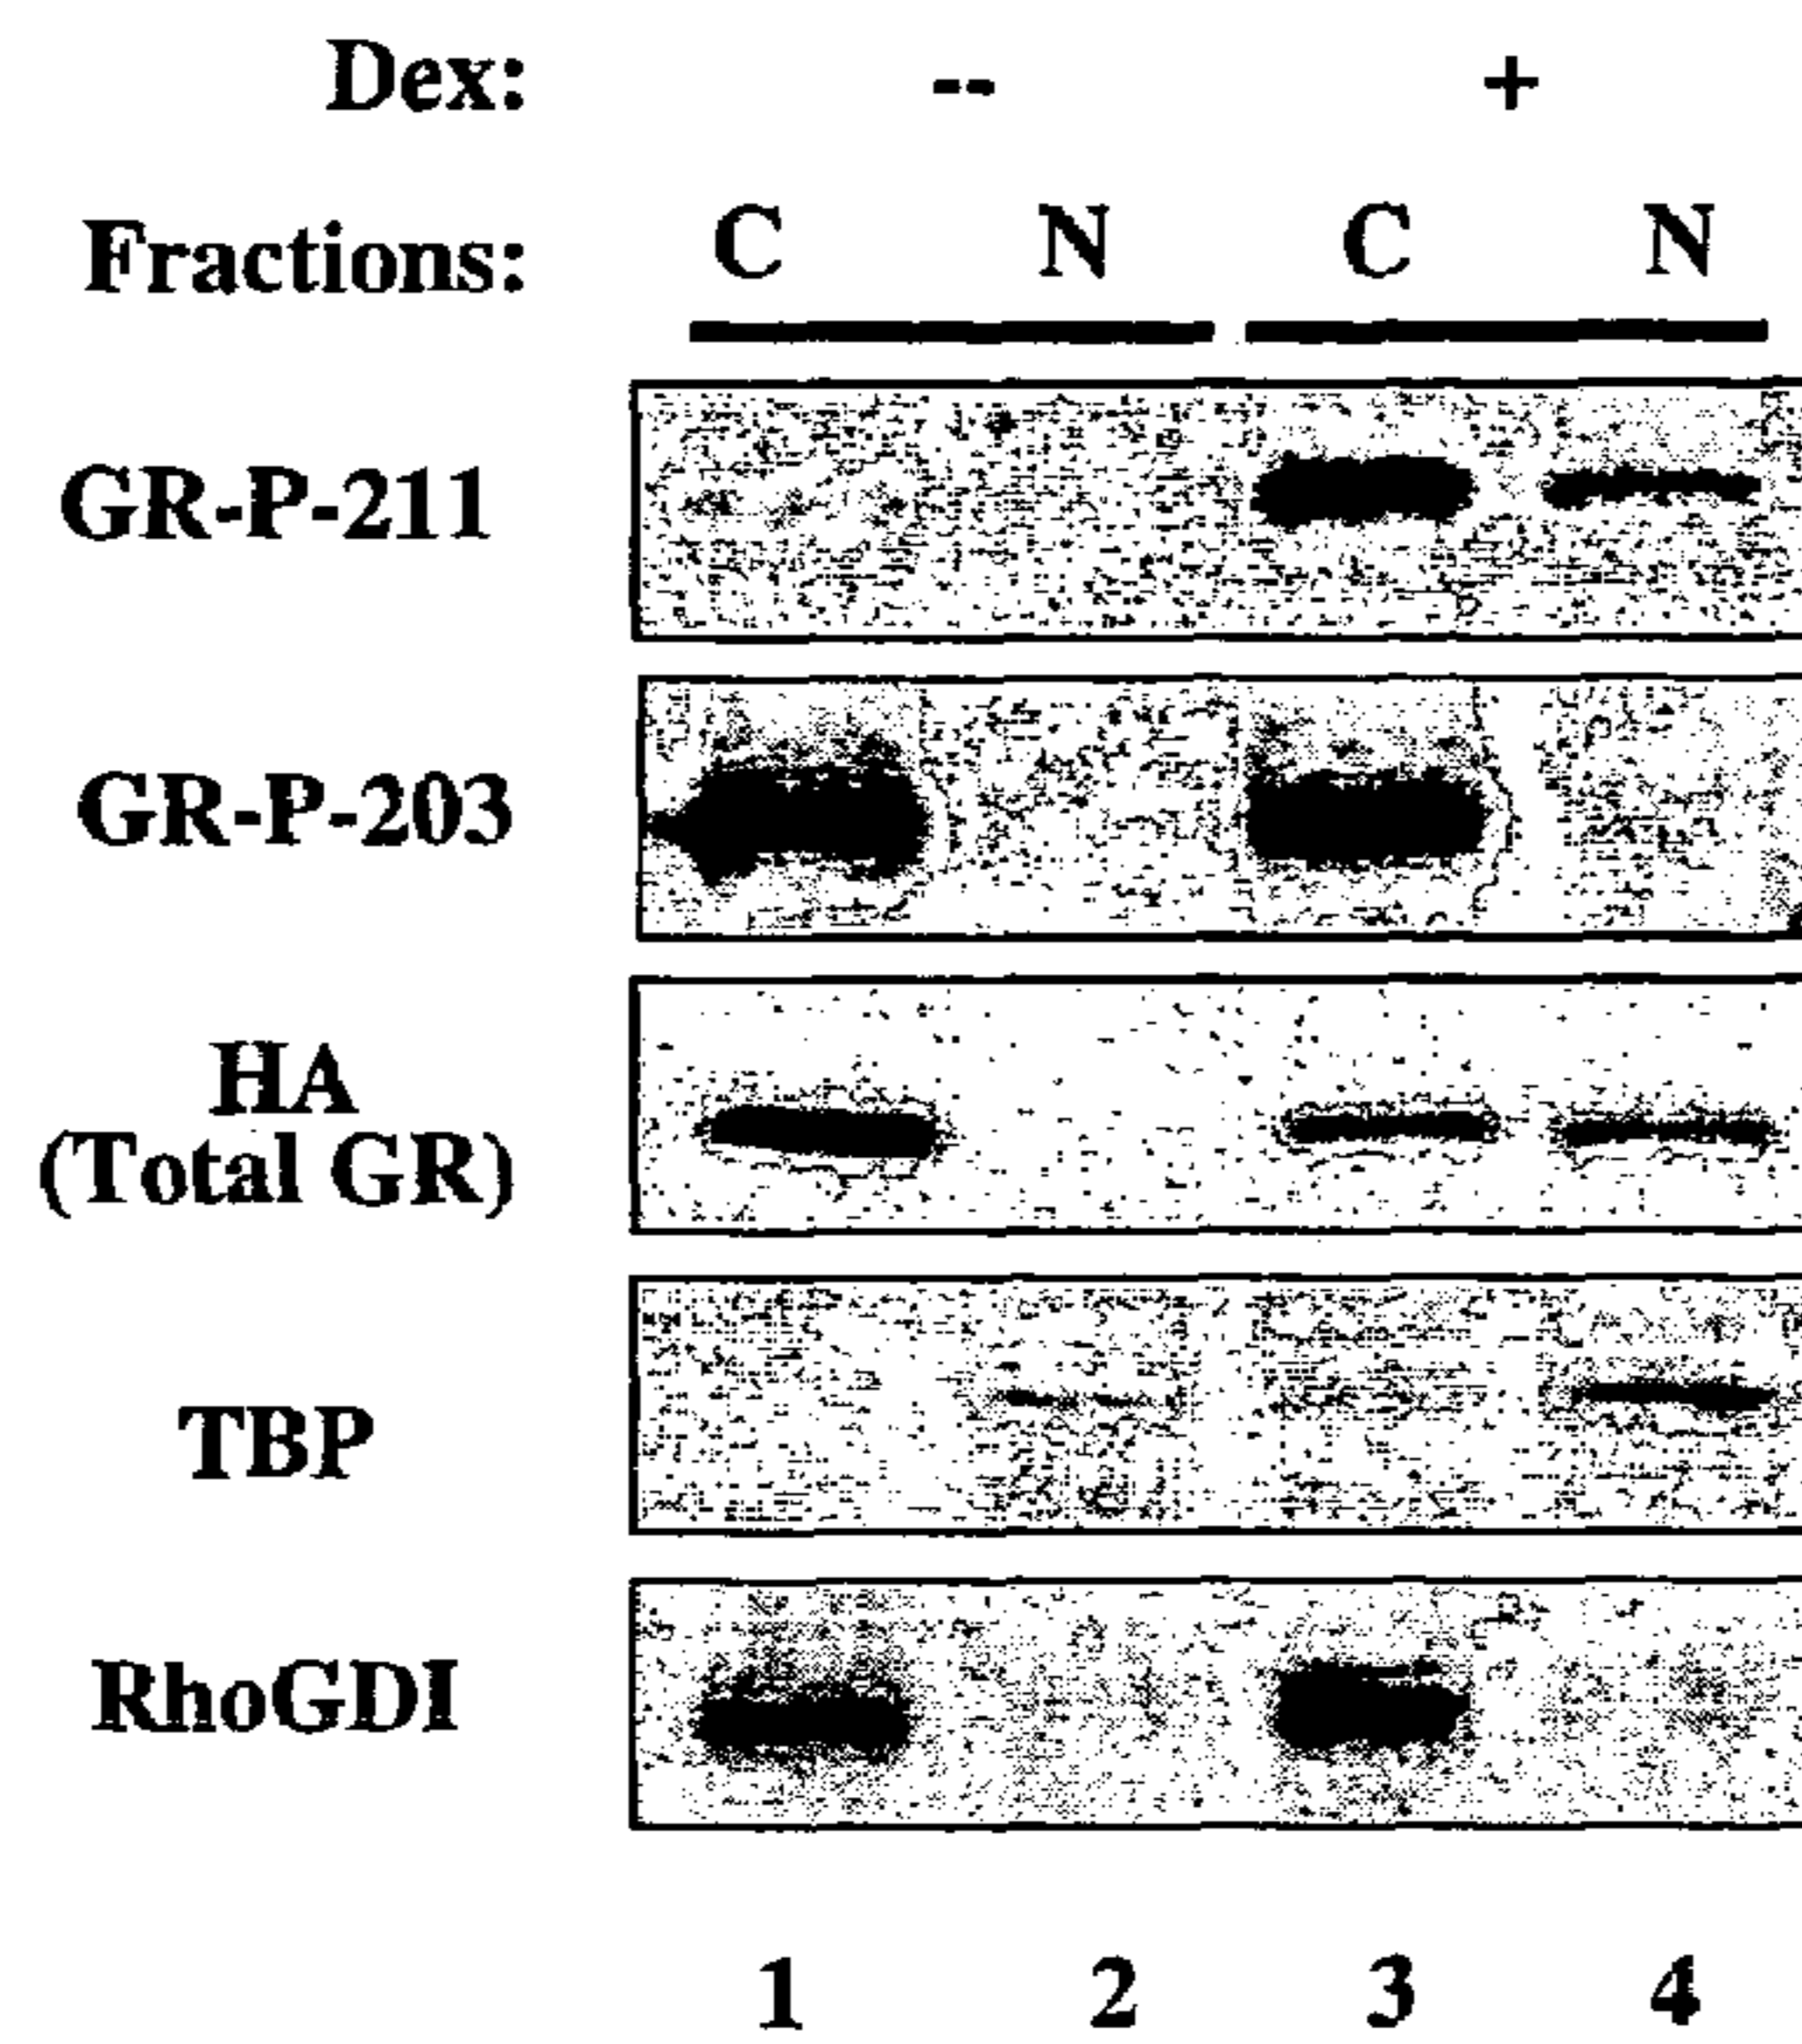 Dex: -- +
Fractions: C N C N
GR-P-211
GR-P-203
HA
(Total GR)
TBP
RhoGDI
1 2 3 4